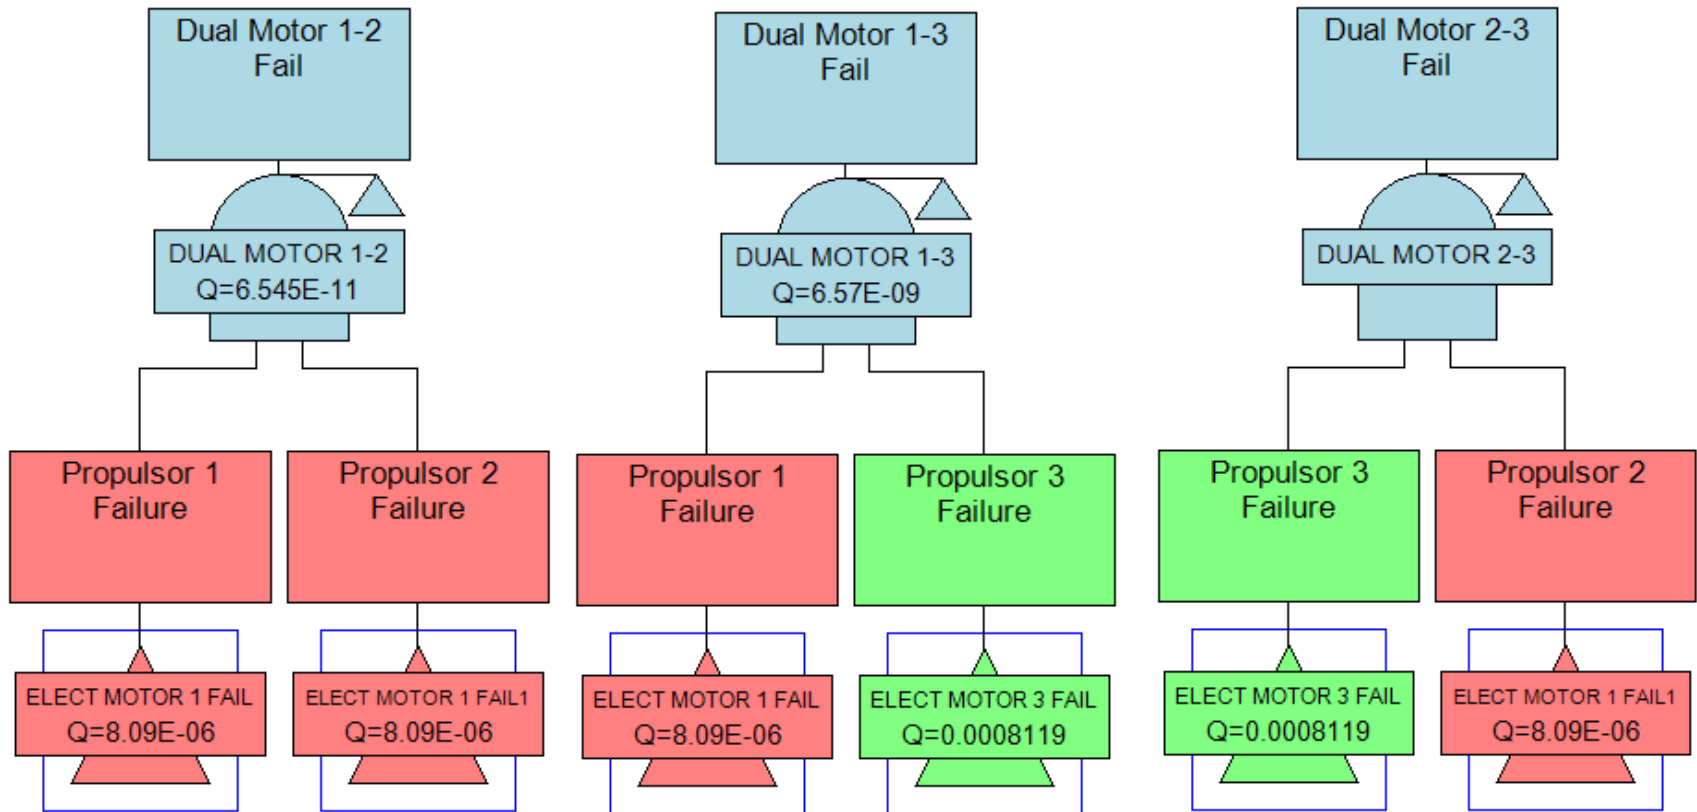 Dual Motor 1-2
Fail
DUAL MOTOR 1-2
Q=6.545E-11
Propulsor 1
Failure
ELECT MOTOR 1 FAIL
Q=8.09E-06
Propulsor 2
Failure
ELECT MOTOR 1 FAIL1
Q=8.09E-06
Dual Motor 1-3
Fail
DUAL MOTOR 1-3
Q=6.57E-09
Propulsor 1
Failure
ELECT MOTOR 1 FAIL
Q=8.09E-06
Propulsor 3
Failure
ELECT MOTOR 3 FAIL
Q=0.0008119
Dual Motor 2-3
Fail
DUAL MOTOR 2-3
Propulsor 3
Failure
ELECT MOTOR 3 FAIL
Q=0.0008119
Propulsor 2
Failure
ELECT MOTOR 1 FAIL1
Q=8.09E-06